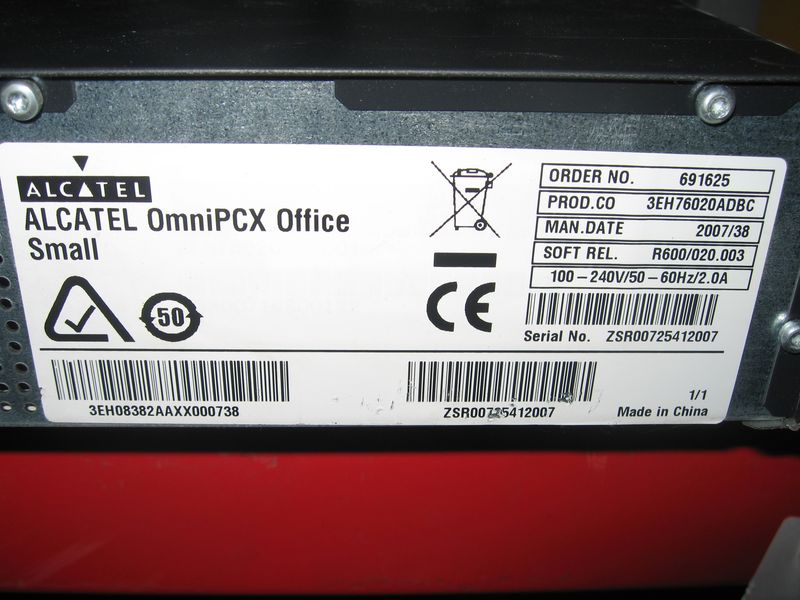 ALCATEL
ALCATEL OmniPCX Office
Small
50
CE
ORDER NO. 691625
PROD.CO 3EH76020ADBC
MAN.DATE 2007/38
SOFT REL. R600/020.003
100-240V/50-60Hz/2.0A
Serial No. ZSR00725412007
3EH08382AAXX000738
ZSR00725412007
1/1
Made in China